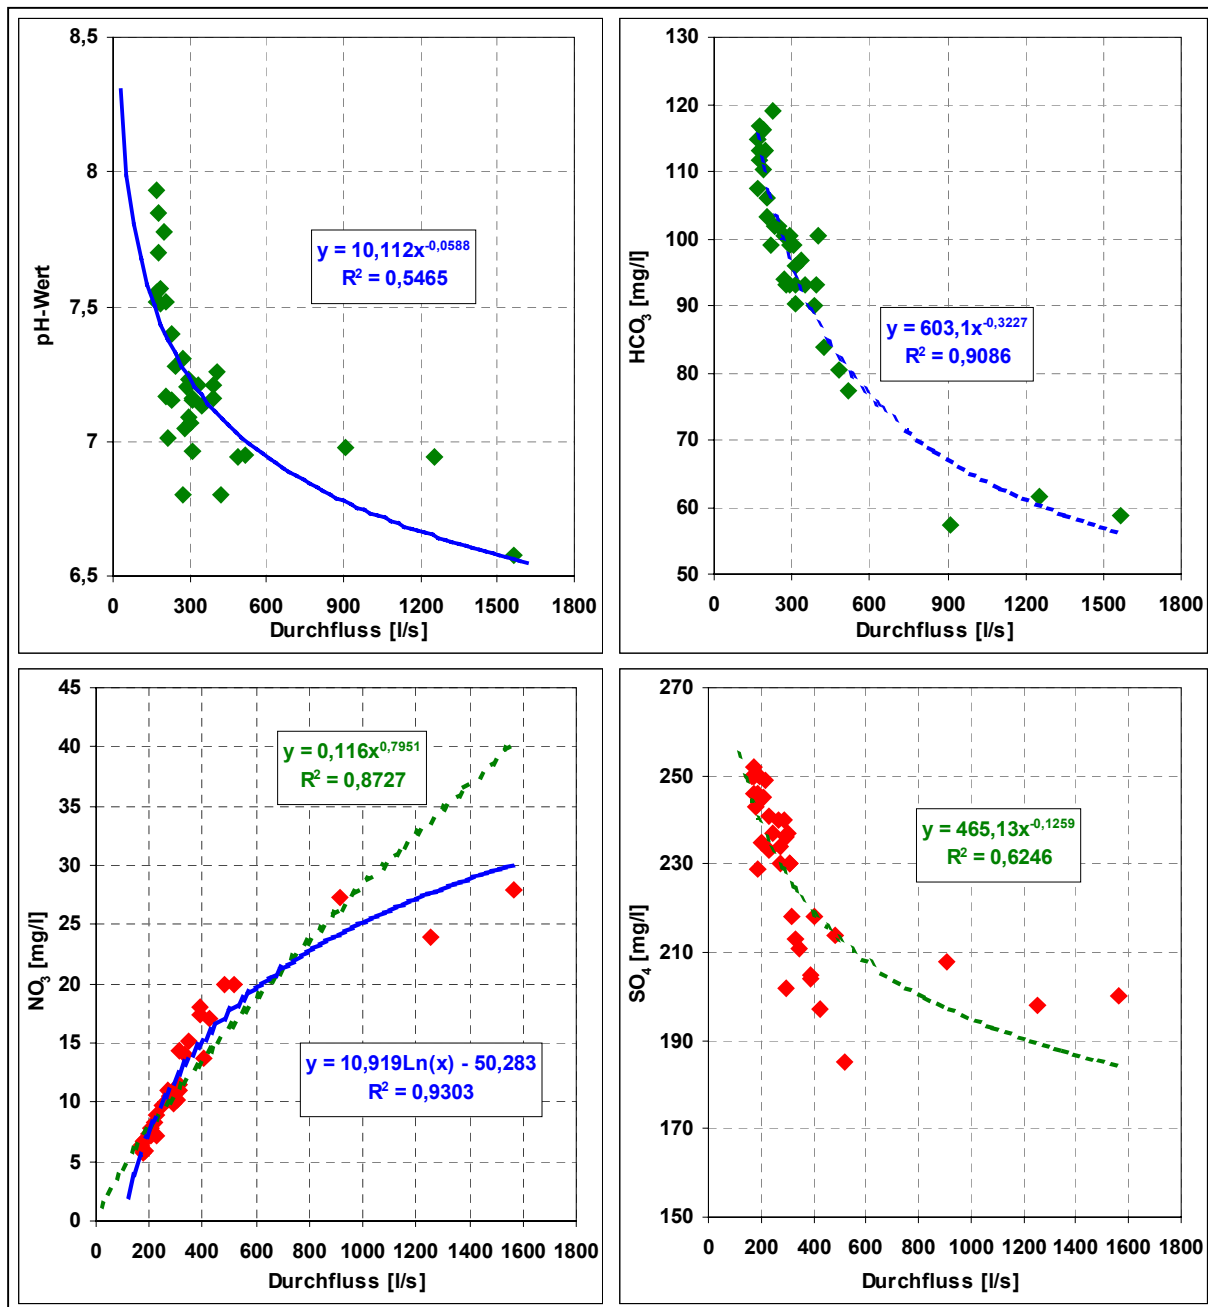 8,5
8
7,5
7
6,5
pH-Wert
y = 10,112x^-0,0588
R² = 0,5465
0 300 600 900 1200 1500 1800
Durchfluss [l/s]
130
120
110
100
90
80
70
60
50
HCO₃ [mg/l]
y = 603,1x^-0,3227
R² = 0,9086
0 300 600 900 1200 1500 1800
Durchfluss [l/s]
45
40
35
30
25
20
15
10
5
0
NO₃ [mg/l]
y = 0,116x^0,7951
R² = 0,8727
y = 10,919Ln(x) - 50,283
R² = 0,9303
0 200 400 600 800 1000 1200 1400 1600 1800
Durchfluss [l/s]
270
250
230
210
190
170
150
SO₄ [mg/l]
y = 465,13x^-0,1259
R² = 0,6246
0 200 400 600 800 1000 1200 1400 1600 1800
Durchfluss [l/s]